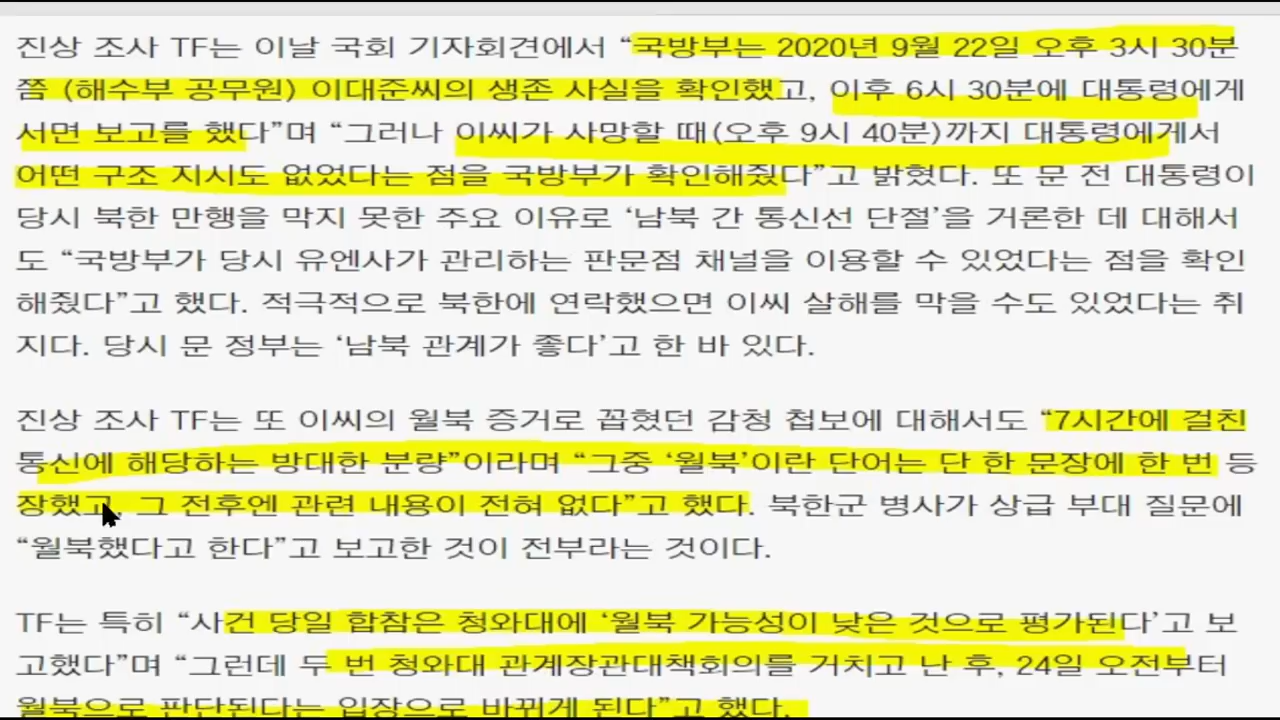 진상 조사 TF는 이날 국회 기자회견에서 “국방부는 2020년 9월 22일 오후 3시 30분
쯤 (해수부 공무원) 이대준씨의 생존 사실을 확인했고, 이후 6시 30분에 대통령에게
서면 보고를 했다”며 “그러나 이씨가 사망할 때(오후 9시 40분)까지 대통령에게서
어떤 구조 지시도 없었다는 점을 국방부가 확인해줬다”고 밝혔다. 또 문 전 대통령이
당시 북한 만행을 막지 못한 주요 이유로 ‘남북 간 통신선 단절’을 거론한 데 대해서
도 “국방부가 당시 유엔사가 관리하는 판문점 채널을 이용할 수 있었다는 점을 확인
해줬다”고 했다. 적극적으로 북한에 연락했으면 이씨 살해를 막을 수도 있었다는 취
지다. 당시 문 정부는 ‘남북 관계가 좋다’고 한 바 있다.
진상 조사 TF는 또 이씨의 월북 증거로 꼽혔던 감청 첩보에 대해서도 “7시간에 걸친
통신에 해당하는 방대한 분량”이라며 “그중 ‘월북’이란 단어는 단 한 문장에 한 번 등
장했고, 그 전후엔 관련 내용이 전혀 없다”고 했다. 북한군 병사가 상급 부대 질문에
“월북했다고 한다”고 보고한 것이 전부라는 것이다.
TF는 특히 “사건 당일 합참은 청와대에 ‘월북 가능성이 낮은 것으로 평가된다’고 보
고했다”며 “그런데 두 번 청와대 관계장관대책회의를 거치고 난 후, 24일 오전부터
월북으로 판단된다는 입장으로 바뀌게 된다”고 했다.